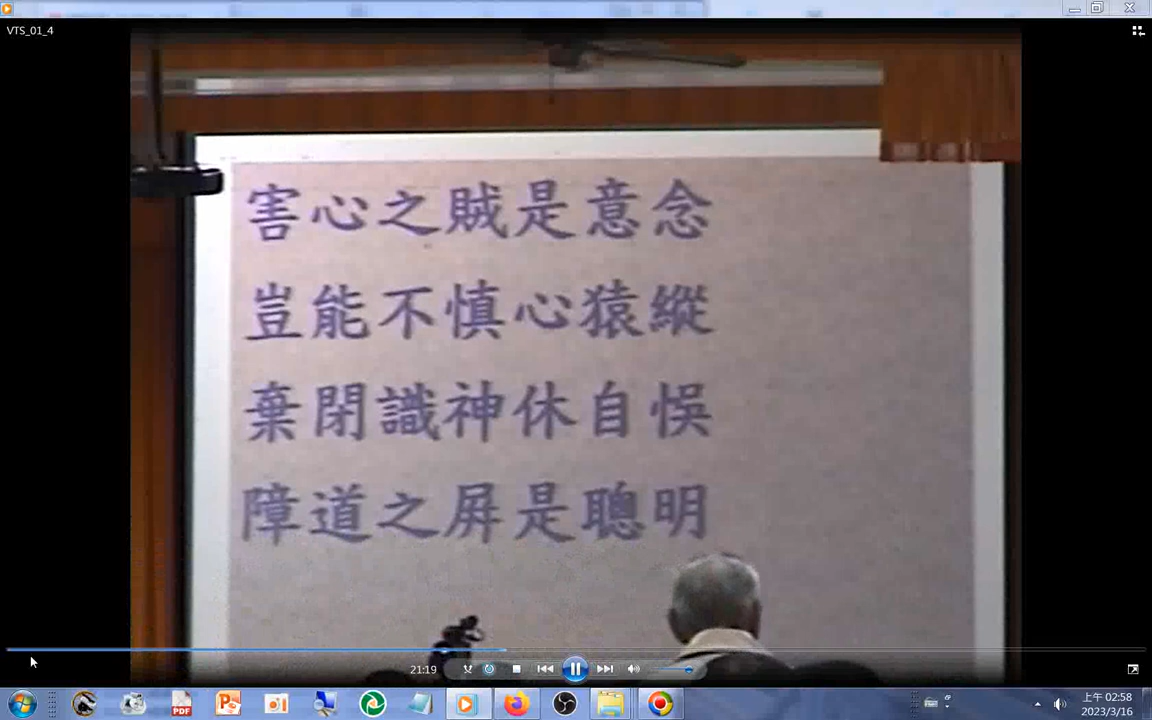 VTS_01_4
害心之賊是意念
豈能不慎心猿縱
棄閉識神休自悞
障道之屏是聰明
21:19
PDF
上午 02:58
2023/3/16